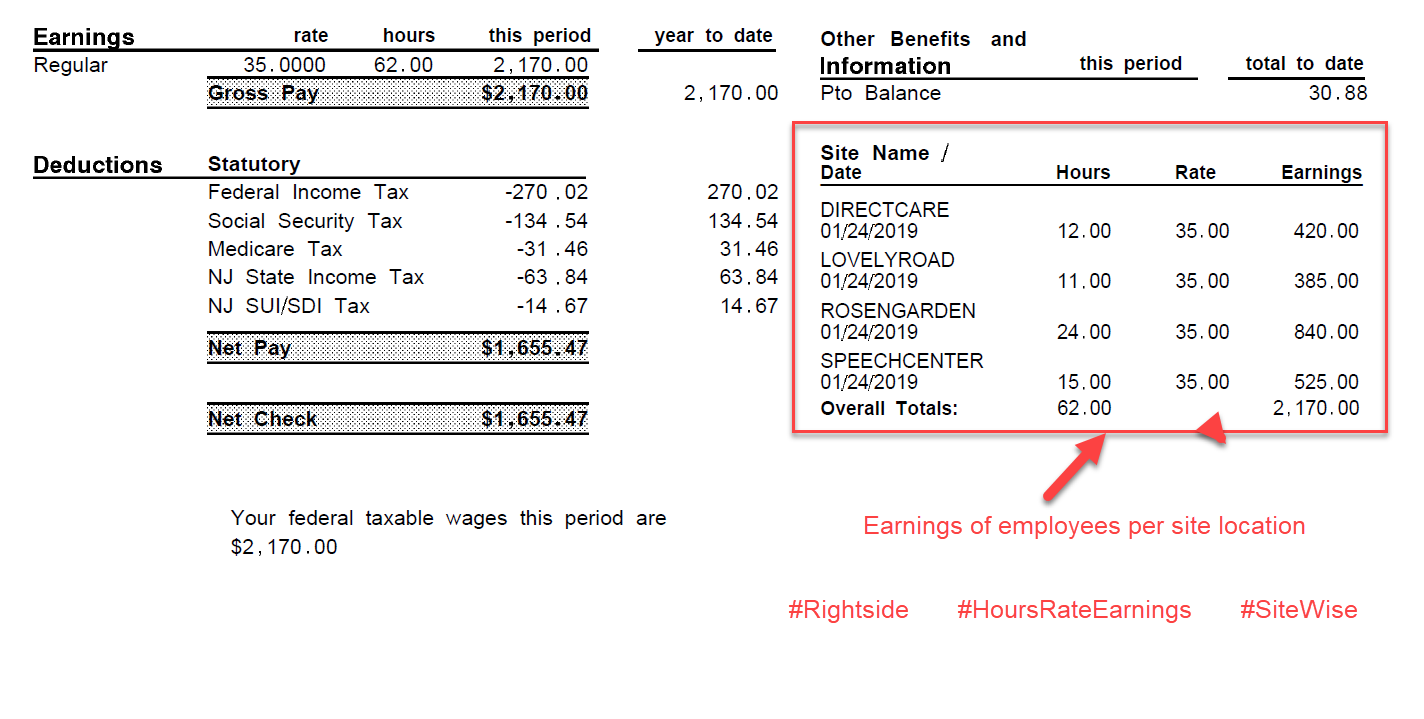 Earnings rate hours this period year to date
Regular 35.0000 62.00 2,170.00
Gross Pay $2,170.00 2,170.00
Deductions Statutory
Federal Income Tax -270.02 270.02
Social Security Tax -134.54 134.54
Medicare Tax -31.46 31.46
NJ State Income Tax -63.84 63.84
NJ SUI/SDI Tax -14.67 14.67
Net Pay $1,655.47
Net Check $1,655.47
Your federal taxable wages this period are
$2,170.00
Other Benefits and
Information this period total to date
Pto Balance 30.88
Site Name /
Date Hours Rate Earnings
DIRECTCARE
01/24/2019 12.00 35.00 420.00
LOVELYROAD
01/24/2019 11.00 35.00 385.00
ROSENGARDEN
01/24/2019 24.00 35.00 840.00
SPEECHCENTER
01/24/2019 15.00 35.00 525.00
Overall Totals: 62.00 2,170.00
Earnings of employees per site location
#Rightside #HoursRateEarnings #SiteWise